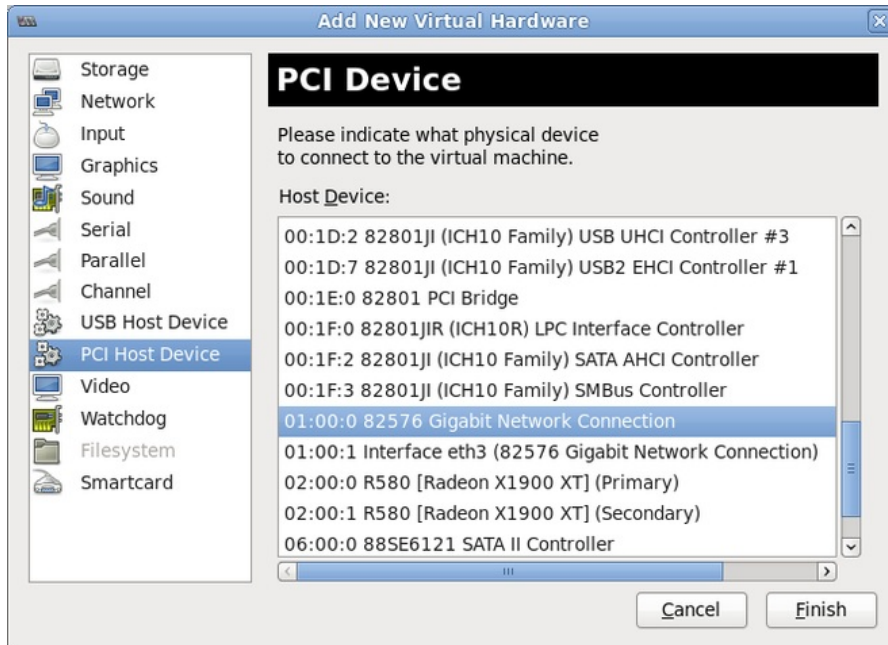 Add New Virtual Hardware
Storage
Network
Input
Graphics
Sound
Serial
Parallel
Channel
USB Host Device
PCI Host Device
Video
Watchdog
Filesystem
Smartcard
PCI Device
Please indicate what physical device
to connect to the virtual machine.
Host Device:
00:1D:2 82801JI (ICH10 Family) USB UHCI Controller #3
00:1D:7 82801JI (ICH10 Family) USB2 EHCI Controller #1
00:1E:0 82801 PCI Bridge
00:1F:0 82801JIR (ICH10R) LPC Interface Controller
00:1F:2 82801JI (ICH10 Family) SATA AHCI Controller
00:1F:3 82801JI (ICH10 Family) SMBus Controller
01:00:0 82576 Gigabit Network Connection
01:00:1 Interface eth3 (82576 Gigabit Network Connection)
02:00:0 R580 [Radeon X1900 XT] (Primary)
02:00:1 R580 [Radeon X1900 XT] (Secondary)
06:00:0 88SE6121 SATA II Controller
Cancel
Finish